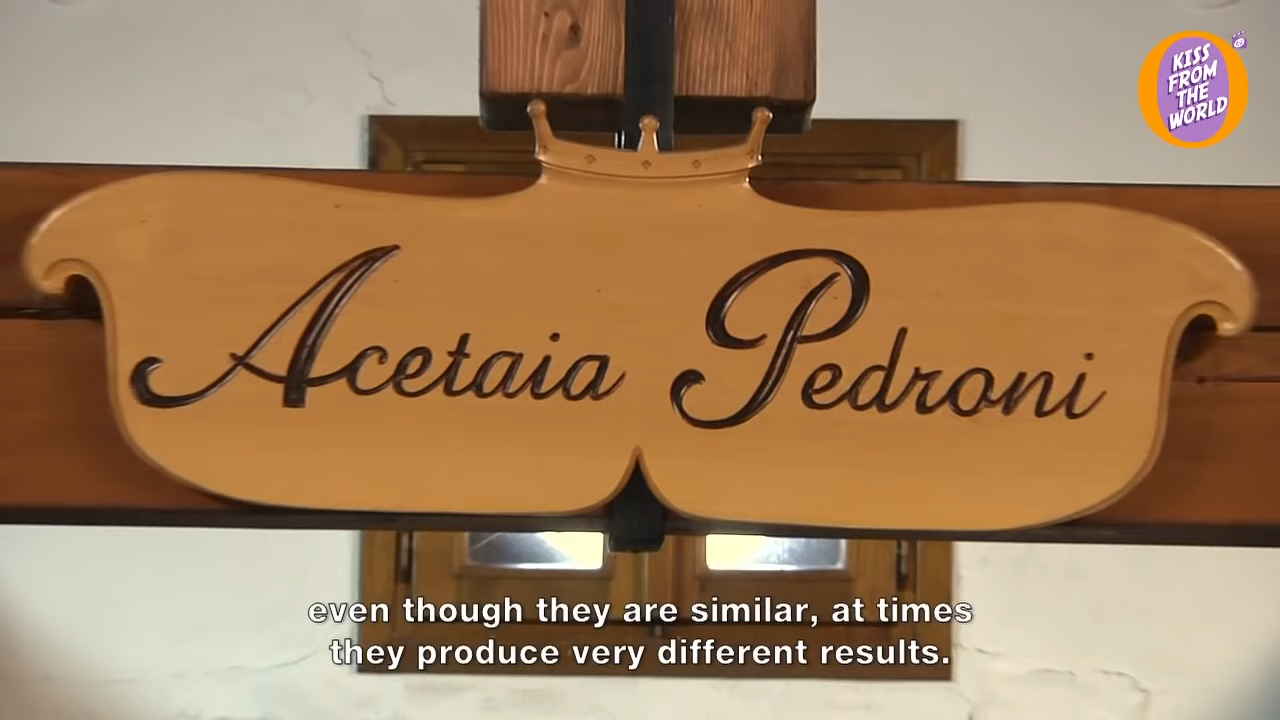 KISS
FROM
THE
WORLD
Acetaia Pedroni
even though they are similar, at times
they produce very different results.